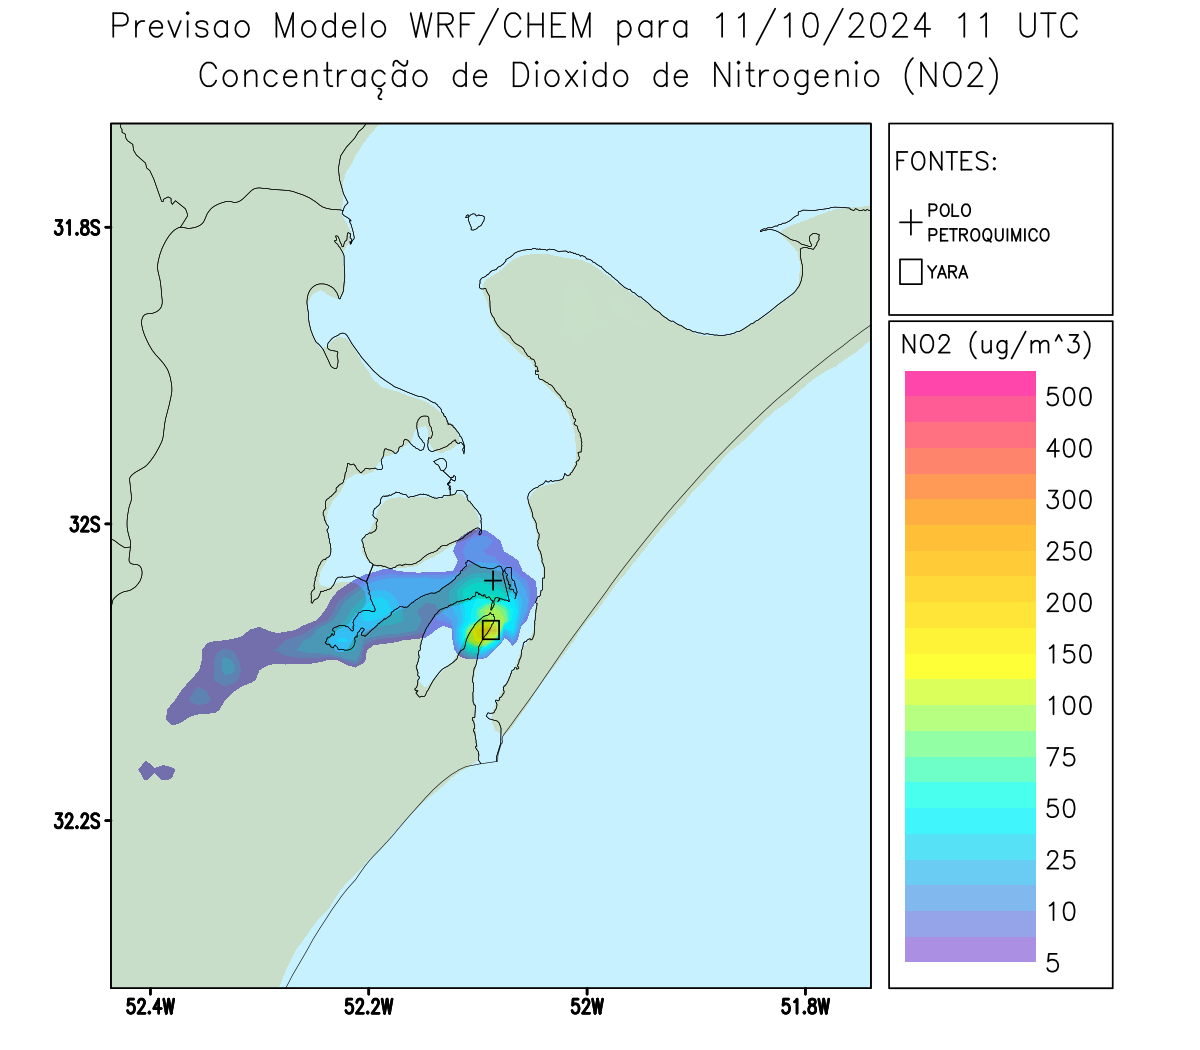 Previsao Modelo WRF/CHEM para 11/10/2024 11 UTC
Concentração de Dioxido de Nitrogenio (NO2)
FONTES:
POLO
PETROQUIMICO
YARA
NO2 (ug/m^3)
500
400
300
250
200
150
100
75
50
25
10
5
31.8S
32S
32.2S
52.4W
52.2W
52W
51.8W